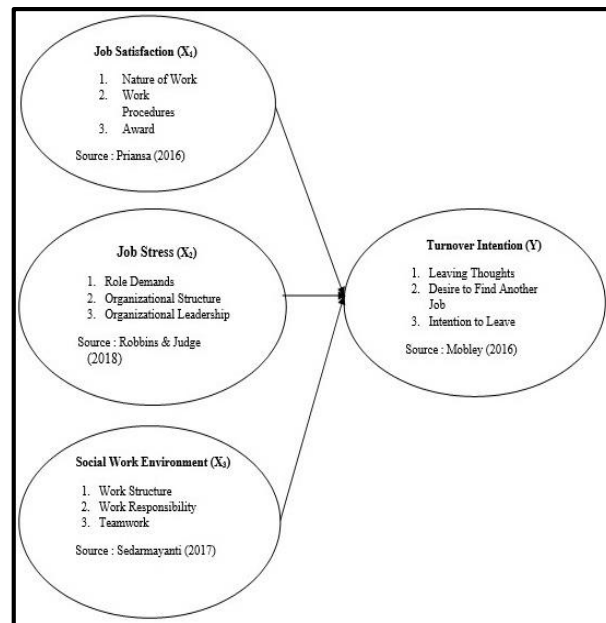 Job Satisfaction (X₁)
1. Nature of Work
2. Work
Procedures
3. Award
Source : Priansa (2016)
Job Stress (X₂)
1. Role Demands
2. Organizational Structure
3. Organizational Leadership
Source : Robbins & Judge
(2018)
Social Work Environment (X₃)
1. Work Structure
2. Work Responsibility
3. Teamwork
Source : Sedarmayanti (2017)
Turnover Intention (Y)
1. Leaving Thoughts
2. Desire to Find Another
Job
3. Intention to Leave
Source : Mobley (2016)